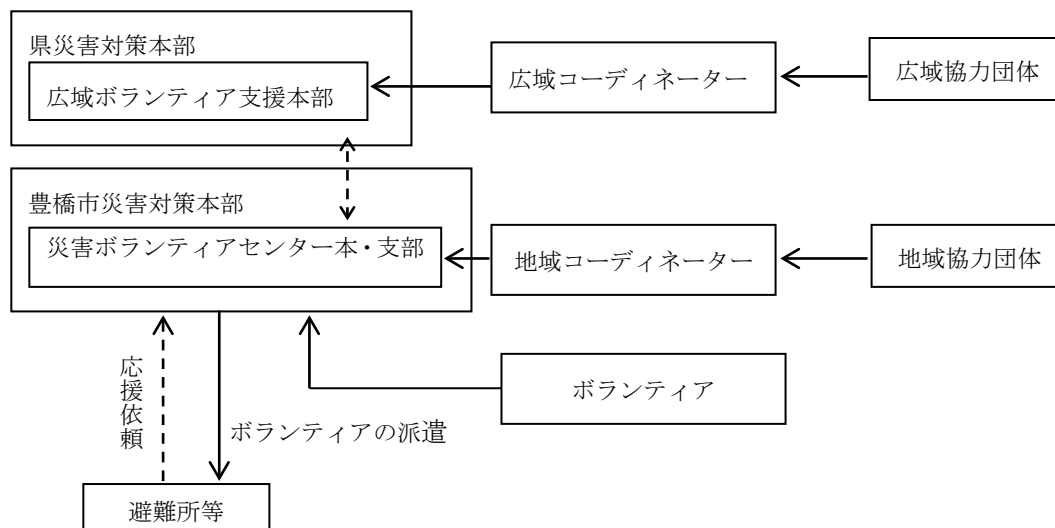 県災害対策本部
広域ボランティア支援本部
広域コーディネーター
広域協力団体
豊橋市災害対策本部
災害ボランティアセンター本・支部
地域コーディネーター
地域協力団体
応援依頼
ボランティアの派遣
ボランティア
避難所等